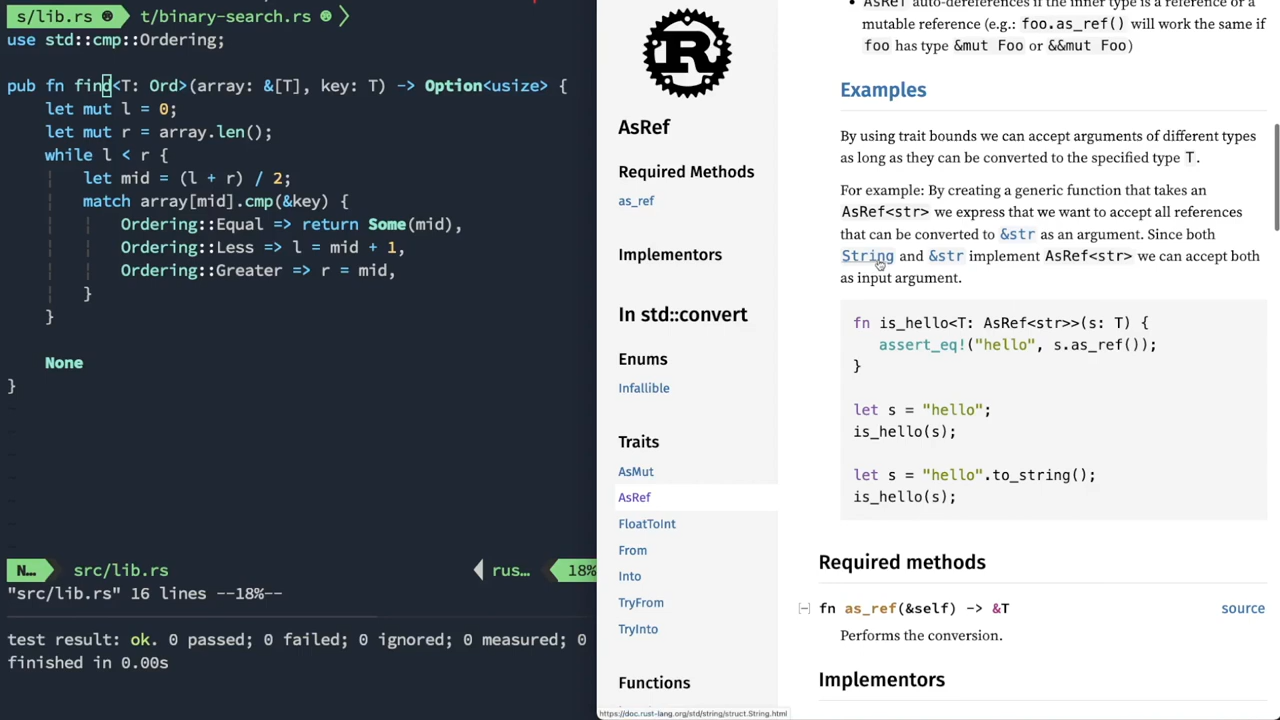 s/lib.rs t/binary-search.rs
use std::cmp::Ordering;
pub fn find<T: Ord>(array: &[T], key: T) -> Option<usize> {
let mut l = 0;
let mut r = array.len();
while l < r {
let mid = (l + r) / 2;
match array[mid].cmp(&key) {
Ordering::Equal => return Some(mid),
Ordering::Less => l = mid + 1,
Ordering::Greater => r = mid,
}
}
None
}
N… src/lib.rs rus… 18%
"src/lib.rs" 16 lines --18%--
test result: ok. 0 passed; 0 failed; 0 ignored; 0 measured; 0
finished in 0.00s
R
AsRef
Required Methods
as_ref
Implementors
In std::convert
Enums
Infallible
Traits
AsMut
AsRef
FloatToInt
From
Into
TryFrom
TryInto
Functions
https://doc.rust-lang.org/std/string/struct.String.html
AsRef auto-dereferences if the inner type is a reference or a
mutable reference (e.g.: foo.as_ref() will work the same if
foo has type &mut Foo or &&mut Foo)
Examples
By using trait bounds we can accept arguments of different types
as long as they can be converted to the specified type T.
For example: By creating a generic function that takes an
AsRef<str> we express that we want to accept all references
that can be converted to &str as an argument. Since both
String and &str implement AsRef<str> we can accept both
as input argument.
fn is_hello<T: AsRef<str>>(s: T) {
assert_eq!("hello", s.as_ref());
}
let s = "hello";
is_hello(s);
let s = "hello".to_string();
is_hello(s);
Required methods
[-] fn as_ref(&self) -> &T source
Performs the conversion.
Implementors